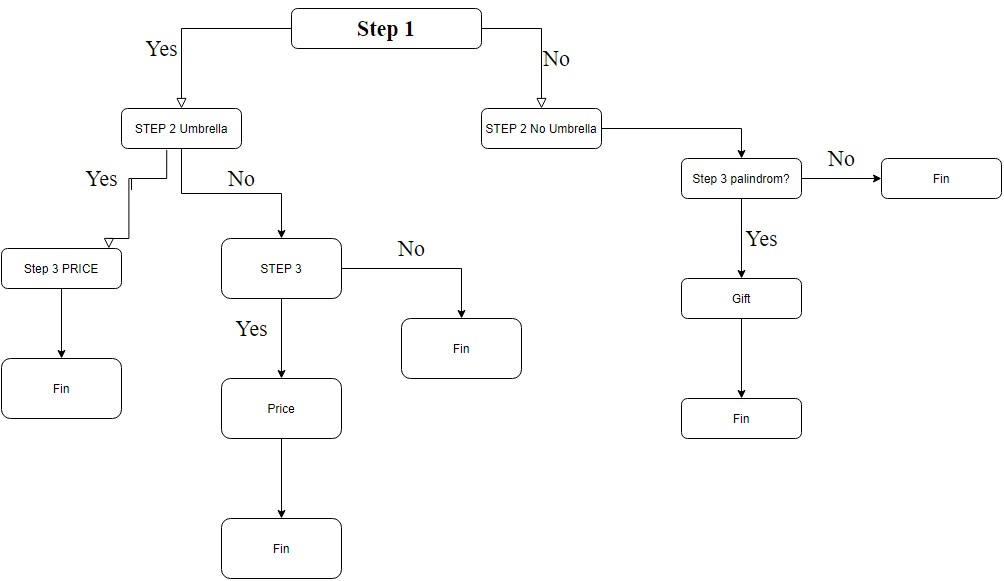 Step 1
Yes
No
STEP 2 Umbrella
STEP 2 No Umbrella
Yes
No
Step 3 palindrom?
No
Fin
Step 3 PRICE
STEP 3
No
Yes
Gift
Yes
Fin
Fin
Price
Fin
Fin